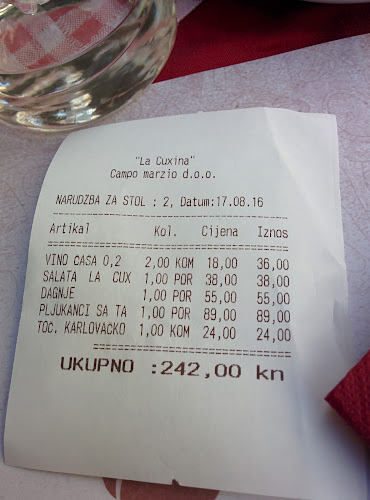 "La Cuxina"
Campo marzio d.o.o.
NARUDZBA ZA STOL : 2, Datum:17.08.16
Artikal Kol. Cijena Iznos
VINO CASA 0,2 2,00 KOM 18,00 36,00
SALATA LA CUX 1,00 POR 38,00 38,00
DAGNJE 1,00 POR 55,00 55,00
PLJUKANCI SA TA 1,00 POR 89,00 89,00
TOC. KARLOVACKO 1,00 KOM 24,00 24,00
UKUPNO :242,00 kn